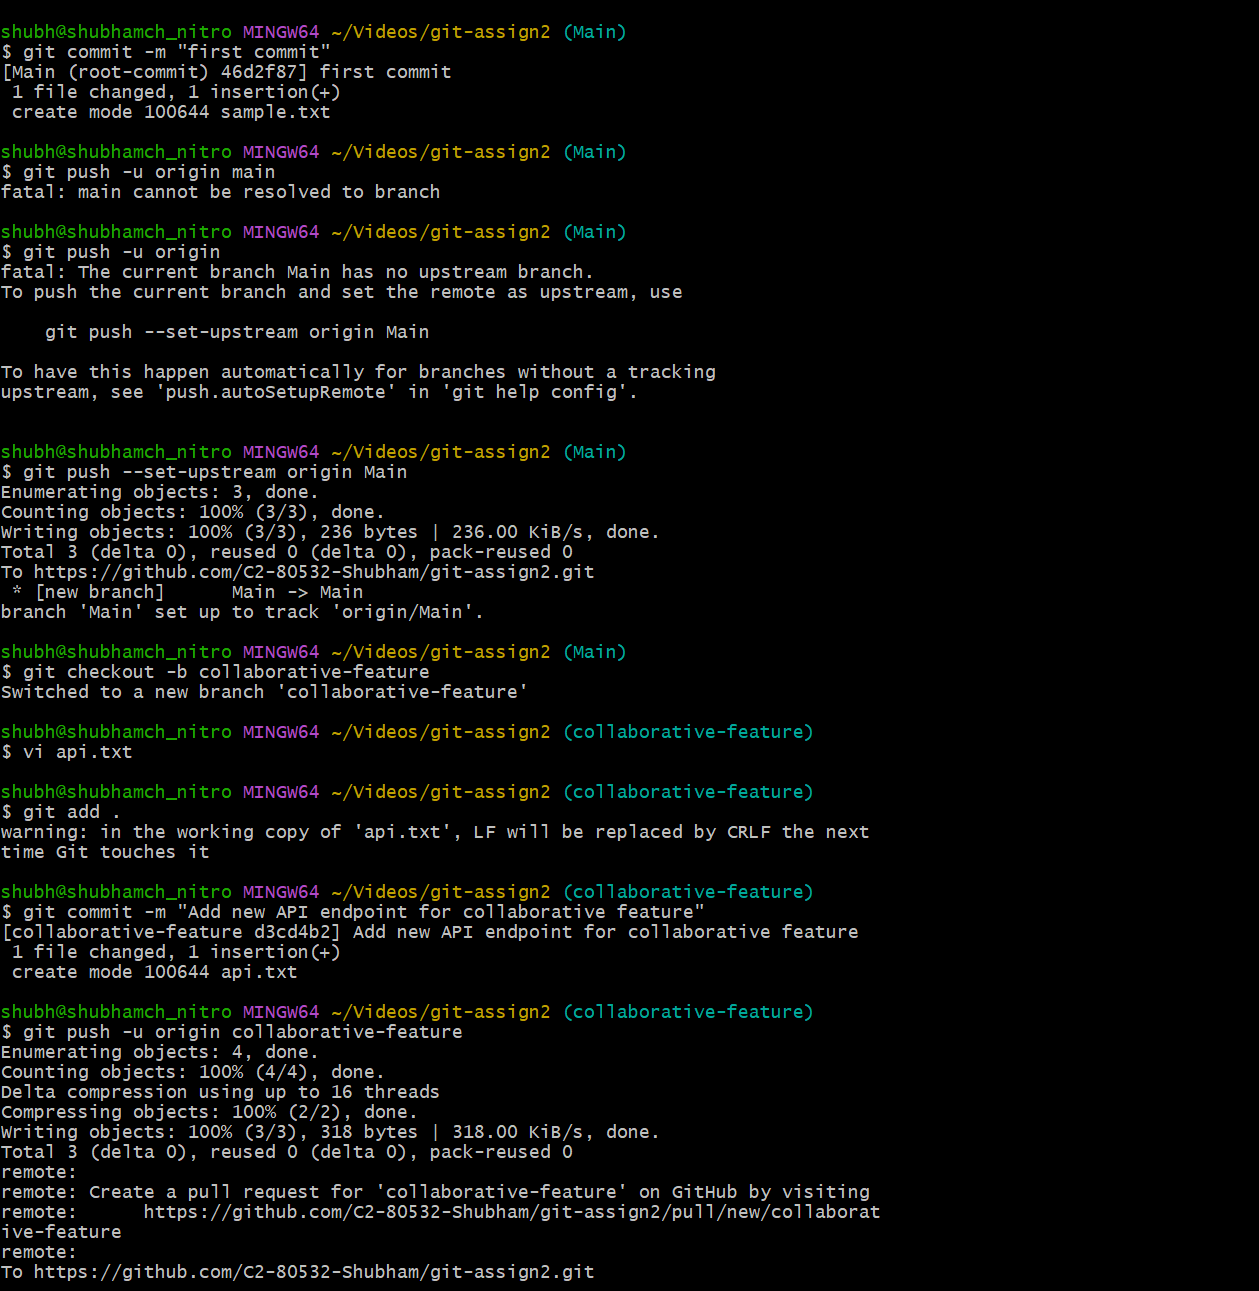 shubh@shubhamch_nitro MINGW64 ~/Videos/git-assign2 (Main)
$ git commit -m "first commit"
[Main (root-commit) 46d2f87] first commit
 1 file changed, 1 insertion(+)
 create mode 100644 sample.txt

shubh@shubhamch_nitro MINGW64 ~/Videos/git-assign2 (Main)
$ git push -u origin main
fatal: main cannot be resolved to branch

shubh@shubhamch_nitro MINGW64 ~/Videos/git-assign2 (Main)
$ git push -u origin
fatal: The current branch Main has no upstream branch.
To push the current branch and set the remote as upstream, use

    git push --set-upstream origin Main

To have this happen automatically for branches without a tracking
upstream, see 'push.autoSetupRemote' in 'git help config'.


shubh@shubhamch_nitro MINGW64 ~/Videos/git-assign2 (Main)
$ git push --set-upstream origin Main
Enumerating objects: 3, done.
Counting objects: 100% (3/3), done.
Writing objects: 100% (3/3), 236 bytes | 236.00 KiB/s, done.
Total 3 (delta 0), reused 0 (delta 0), pack-reused 0
To https://github.com/C2-80532-Shubham/git-assign2.git
 * [new branch]      Main -> Main
branch 'Main' set up to track 'origin/Main'.

shubh@shubhamch_nitro MINGW64 ~/Videos/git-assign2 (Main)
$ git checkout -b collaborative-feature
Switched to a new branch 'collaborative-feature'

shubh@shubhamch_nitro MINGW64 ~/Videos/git-assign2 (collaborative-feature)
$ vi api.txt

shubh@shubhamch_nitro MINGW64 ~/Videos/git-assign2 (collaborative-feature)
$ git add .
warning: in the working copy of 'api.txt', LF will be replaced by CRLF the next
time Git touches it

shubh@shubhamch_nitro MINGW64 ~/Videos/git-assign2 (collaborative-feature)
$ git commit -m "Add new API endpoint for collaborative feature"
[collaborative-feature d3cd4b2] Add new API endpoint for collaborative feature
 1 file changed, 1 insertion(+)
 create mode 100644 api.txt

shubh@shubhamch_nitro MINGW64 ~/Videos/git-assign2 (collaborative-feature)
$ git push -u origin collaborative-feature
Enumerating objects: 4, done.
Counting objects: 100% (4/4), done.
Delta compression using up to 16 threads
Compressing objects: 100% (2/2), done.
Writing objects: 100% (3/3), 318 bytes | 318.00 KiB/s, done.
Total 3 (delta 0), reused 0 (delta 0), pack-reused 0
remote:
remote: Create a pull request for 'collaborative-feature' on GitHub by visiting
remote:      https://github.com/C2-80532-Shubham/git-assign2/pull/new/collaborat
ive-feature
remote:
To https://github.com/C2-80532-Shubham/git-assign2.git